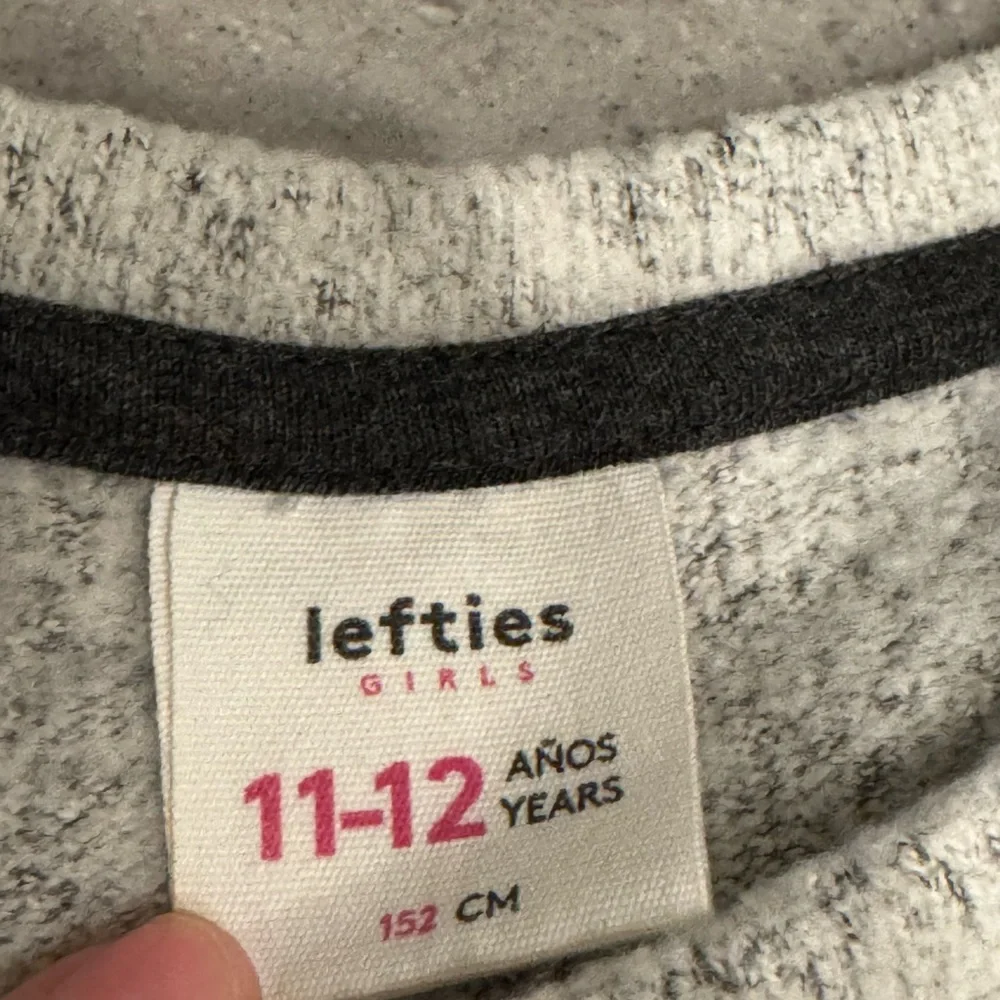 lefties
GIRLS
11-12 AÑOS
YEARS
152 CM